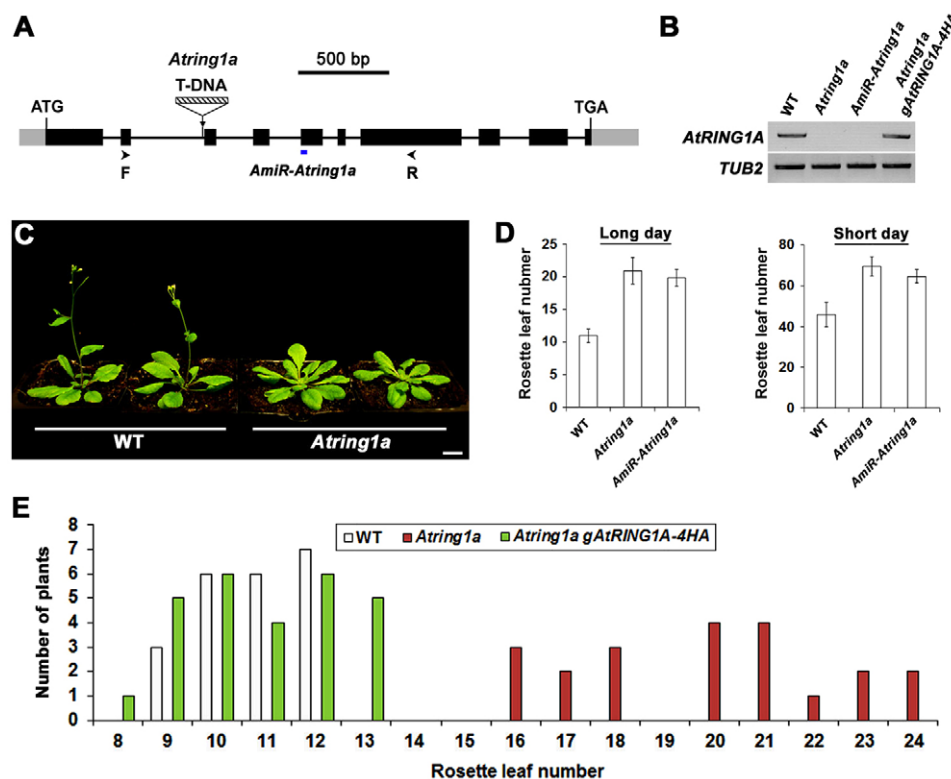 A
Atring1a
T-DNA
500 bp
ATG
TGA
F
AmiR-Atring1a
R
B
WT
Atring1a
AmiR-Atring1a
Atring1a
gAtRING1A-4HA
AtRING1A
TUB2
C
WT
Atring1a
D
Long day
Rosette leaf nubmer
25
20
15
10
5
0
WT
Atring1a
AmiR-Atring1a
Short day
Rosette leaf nubmer
80
60
40
20
0
WT
Atring1a
AmiR-Atring1a
E
WT
Atring1a
Atring1a gAtRING1A-4HA
Number of plants
8
7
6
5
4
3
2
1
0
8 9 10 11 12 13 14 15 16 17 18 19 20 21 22 23 24
Rosette leaf number